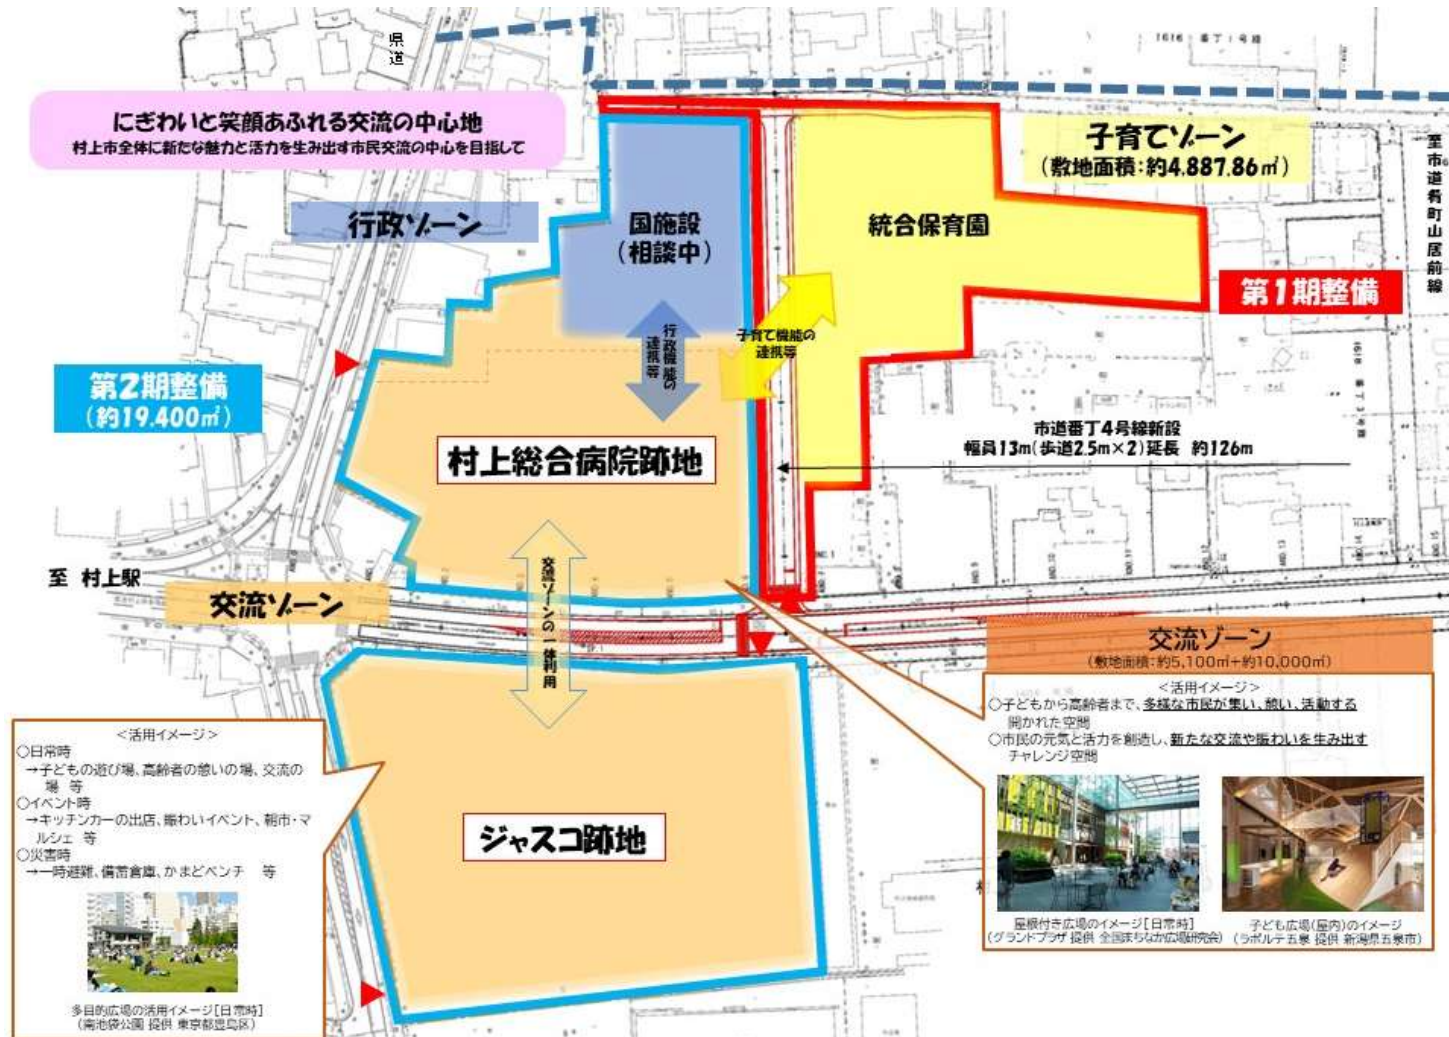 県道
1616 番丁1号線
にぎわいと笑顔あふれる交流の中心地
村上市全体に新たな魅力と活力を生み出す市民交流の中心を目指して
子育てゾーン
(敷地面積:約4,887.86㎡)
至市道肴町山居前線
行政ゾーン
国施設
(相談中)
統合保育園
第1期整備
行政機能の
連携等
子育て機能の
連携等
第2期整備
(約19,400㎡)
市道番丁4号線新設
幅員13m(歩道2.5m×2)延長 約126m
村上総合病院跡地
至 村上駅
交流ゾーン
交流ゾーンの一体利用
交流ゾーン
(敷地面積:約5,100㎡+約10,000㎡)
<活用イメージ>
○子どもから高齢者まで、多様な市民が集い、憩い、活動する
開かれた空間
○市民の元気と活力を創造し、新たな交流や賑わいを生み出す
チャレンジ空間
屋根付き広場のイメージ[日常時]
(グランドプラザ 提供 全国まちなか広場研究会)
子ども広場(屋内)のイメージ
(ラポルテ五泉 提供 新潟県五泉市)
<活用イメージ>
○日常時
→子どもの遊び場、高齢者の憩いの場、交流の
場 等
○イベント時
→キッチンカーの出店、賑わいイベント、朝市・マ
ルシェ 等
○災害時
→一時避難、備蓄倉庫、かまどベンチ 等
多目的広場の活用イメージ[日常時]
(南池袋公園 提供 東京都豊島区)
ジャスコ跡地